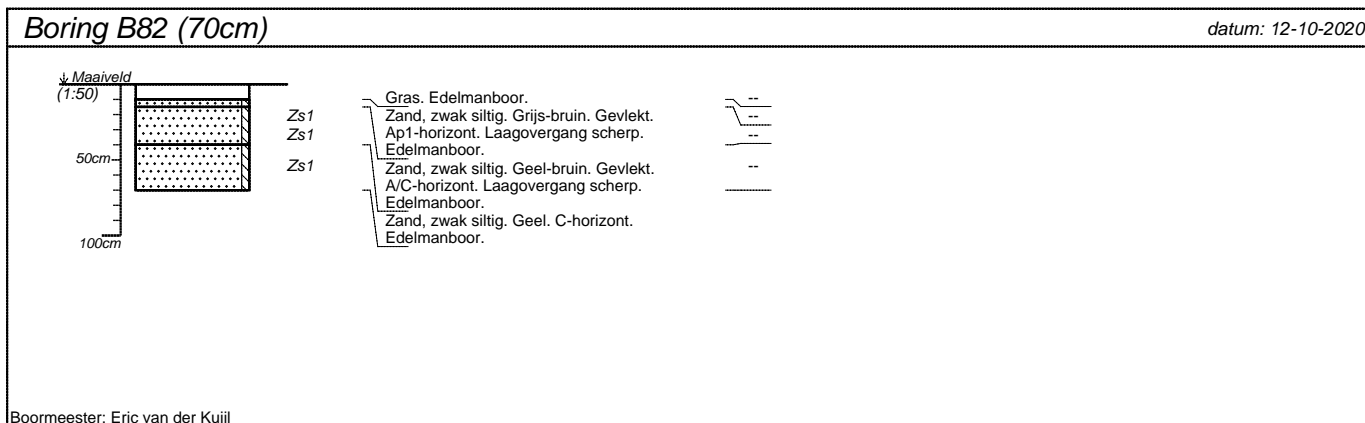 Boring B82 (70cm)
datum: 12-10-2020
Maaiveld
(1:50)
50cm
100cm
Zs1
Zs1
Zs1
Gras. Edelmanboor.
Zand, zwak siltig. Grijs-bruin. Gevlekt.
Ap1-horizont. Laagovergang scherp.
Edelmanboor.
Zand, zwak siltig. Geel-bruin. Gevlekt.
A/C-horizont. Laagovergang scherp.
Edelmanboor.
Zand, zwak siltig. Geel. C-horizont.
Edelmanboor.
--
--
--
--
Boormeester: Eric van der Kuijl